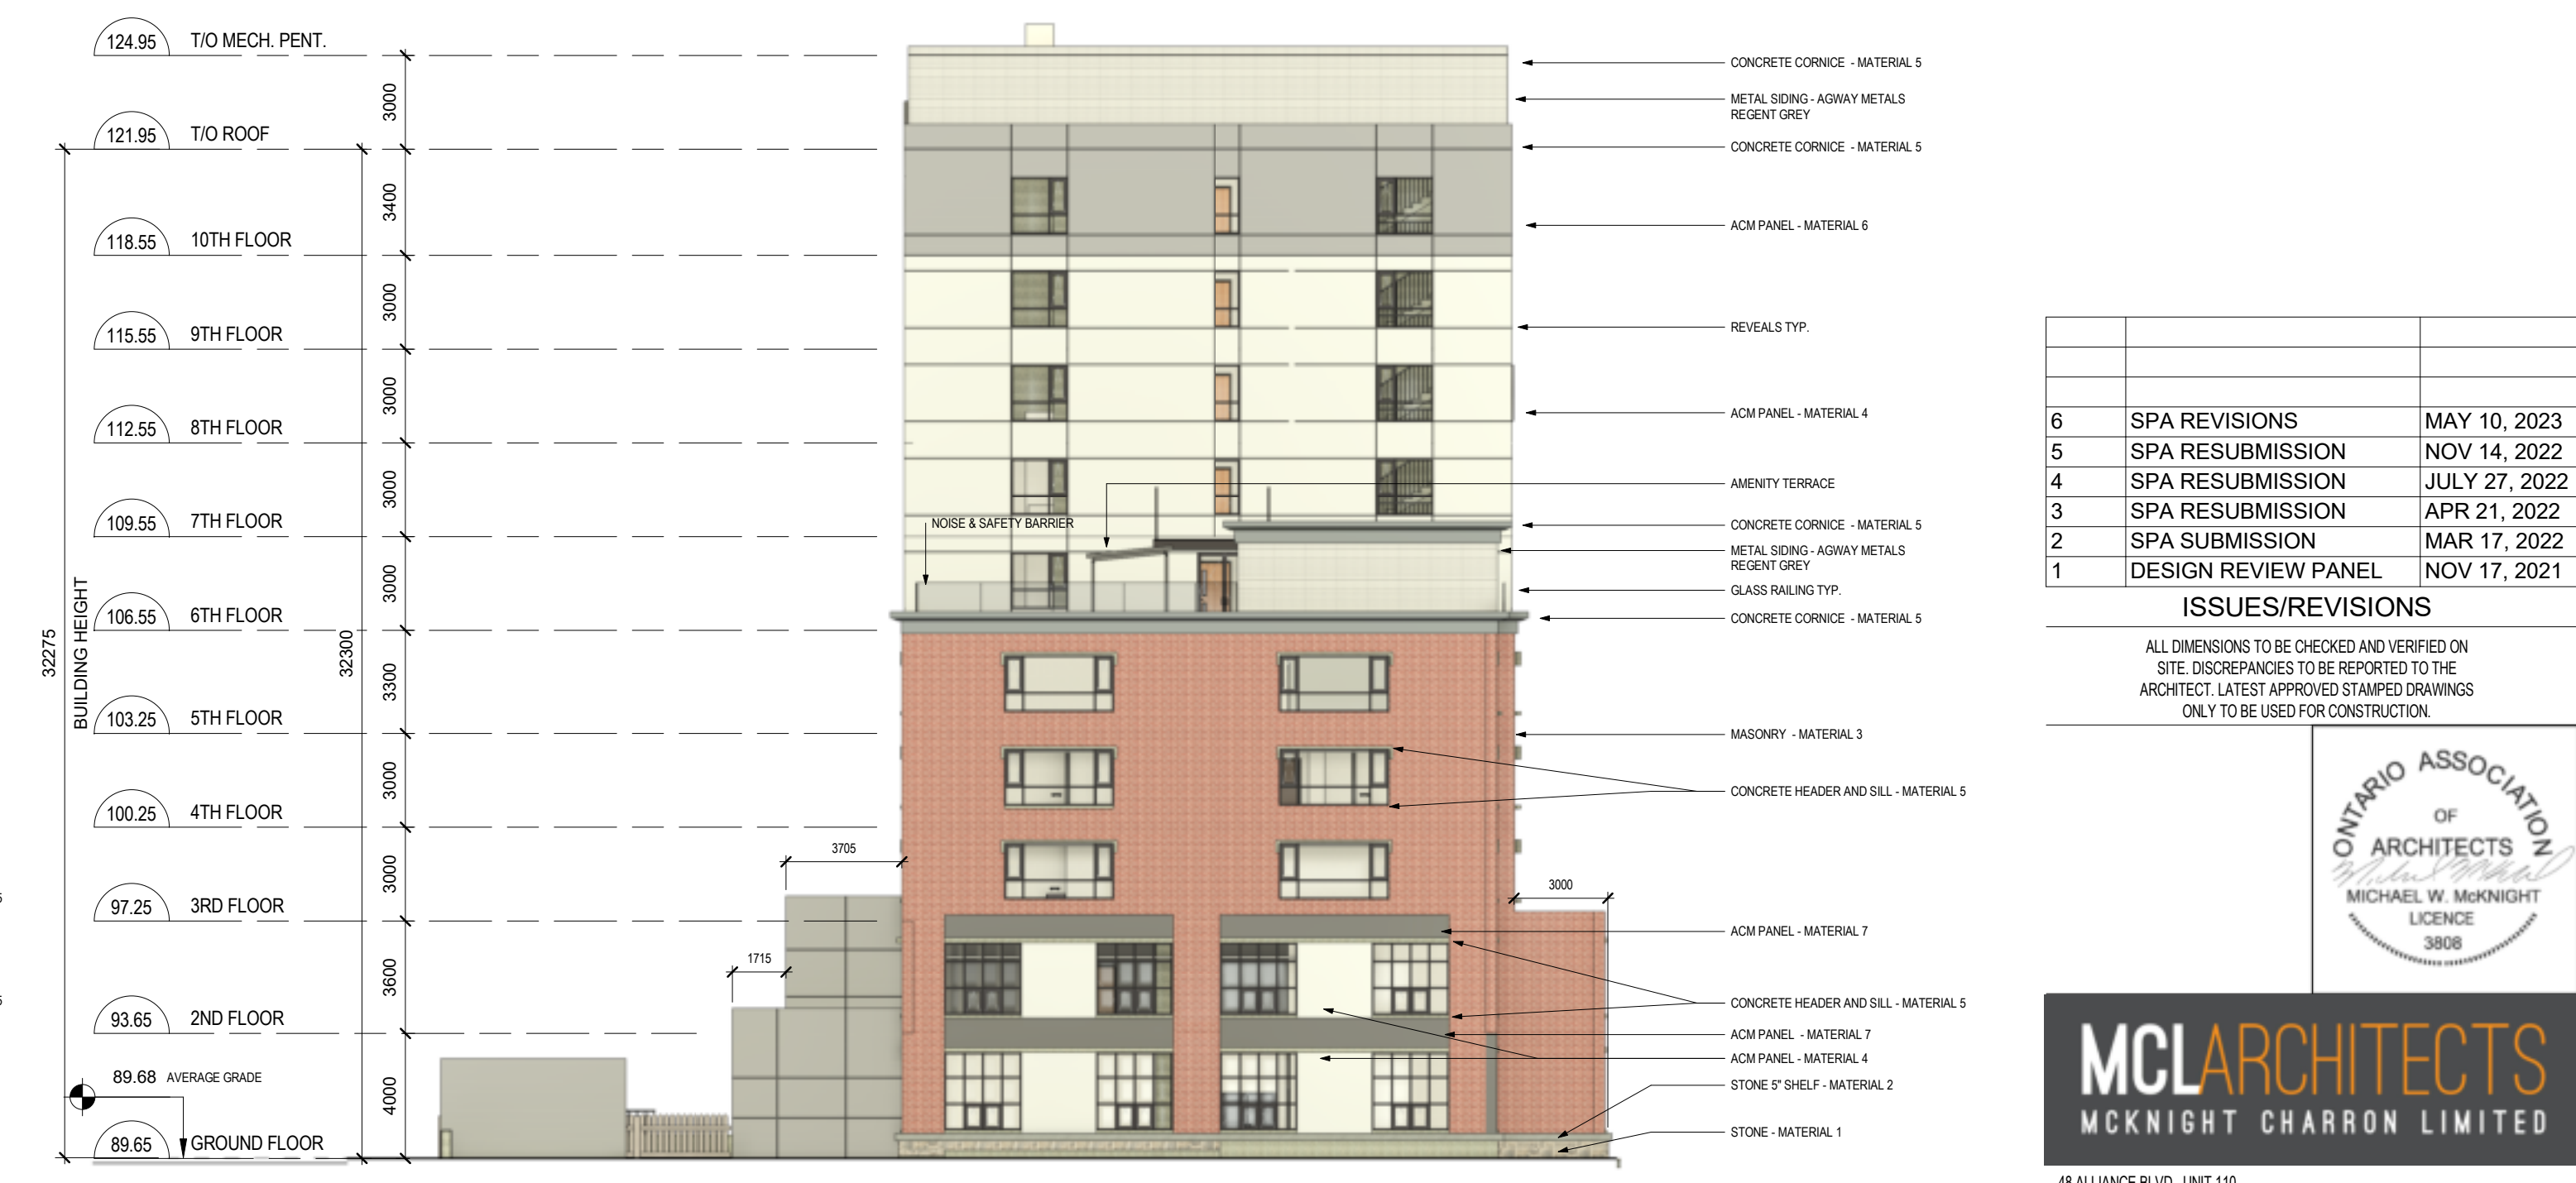 124.95 T/O MECH. PENT.
3000
121.95 T/O ROOF
3400
118.55 10TH FLOOR
3000
115.55 9TH FLOOR
3000
112.55 8TH FLOOR
3000
109.55 7TH FLOOR
3000
106.55 6TH FLOOR
3300
103.25 5TH FLOOR
3000
100.25 4TH FLOOR
3000
97.25 3RD FLOOR
3600
93.65 2ND FLOOR
4000
89.68 AVERAGE GRADE
89.65 GROUND FLOOR
32275
BUILDING HEIGHT
32300
3705
1715
3000
NOISE & SAFETY BARRIER
CONCRETE CORNICE - MATERIAL 5
METAL SIDING - AGWAY METALS
REGENT GREY
CONCRETE CORNICE - MATERIAL 5
ACM PANEL - MATERIAL 6
REVEALS TYP.
ACM PANEL - MATERIAL 4
AMENITY TERRACE
CONCRETE CORNICE - MATERIAL 5
METAL SIDING - AGWAY METALS
REGENT GREY
GLASS RAILING TYP.
CONCRETE CORNICE - MATERIAL 5
MASONRY - MATERIAL 3
CONCRETE HEADER AND SILL - MATERIAL 5
ACM PANEL - MATERIAL 7
CONCRETE HEADER AND SILL - MATERIAL 5
ACM PANEL - MATERIAL 7
ACM PANEL - MATERIAL 4
STONE 5" SHELF - MATERIAL 2
STONE - MATERIAL 1
6 SPA REVISIONS MAY 10, 2023
5 SPA RESUBMISSION NOV 14, 2022
4 SPA RESUBMISSION JULY 27, 2022
3 SPA RESUBMISSION APR 21, 2022
2 SPA SUBMISSION MAR 17, 2022
1 DESIGN REVIEW PANEL NOV 17, 2021
ISSUES/REVISIONS
ALL DIMENSIONS TO BE CHECKED AND VERIFIED ON
SITE. DISCREPANCIES TO BE REPORTED TO THE
ARCHITECT. LATEST APPROVED STAMPED DRAWINGS
ONLY TO BE USED FOR CONSTRUCTION.
ONTARIO ASSOCIATION
OF
ARCHITECTS
MICHAEL W. McKNIGHT
LICENCE
3808
MCLARCHITECTS
MCKNIGHT CHARRON LIMITED
48 ALLIANCE BLVD., UNIT 110